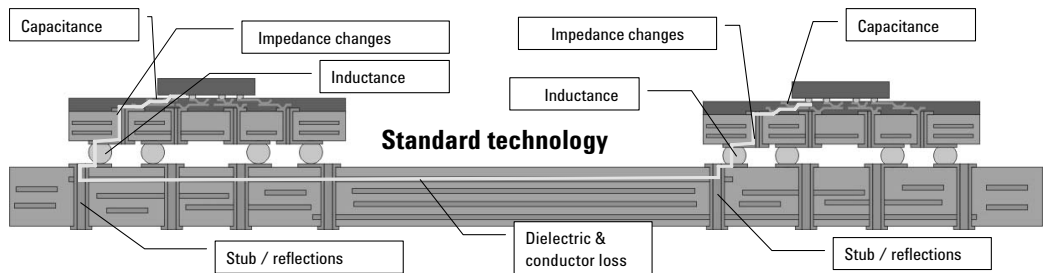 Capacitance
Impedance changes
Inductance
Impedance changes
Capacitance
Inductance
Standard technology
Stub / reflections
Dielectric &
conductor loss
Stub / reflections